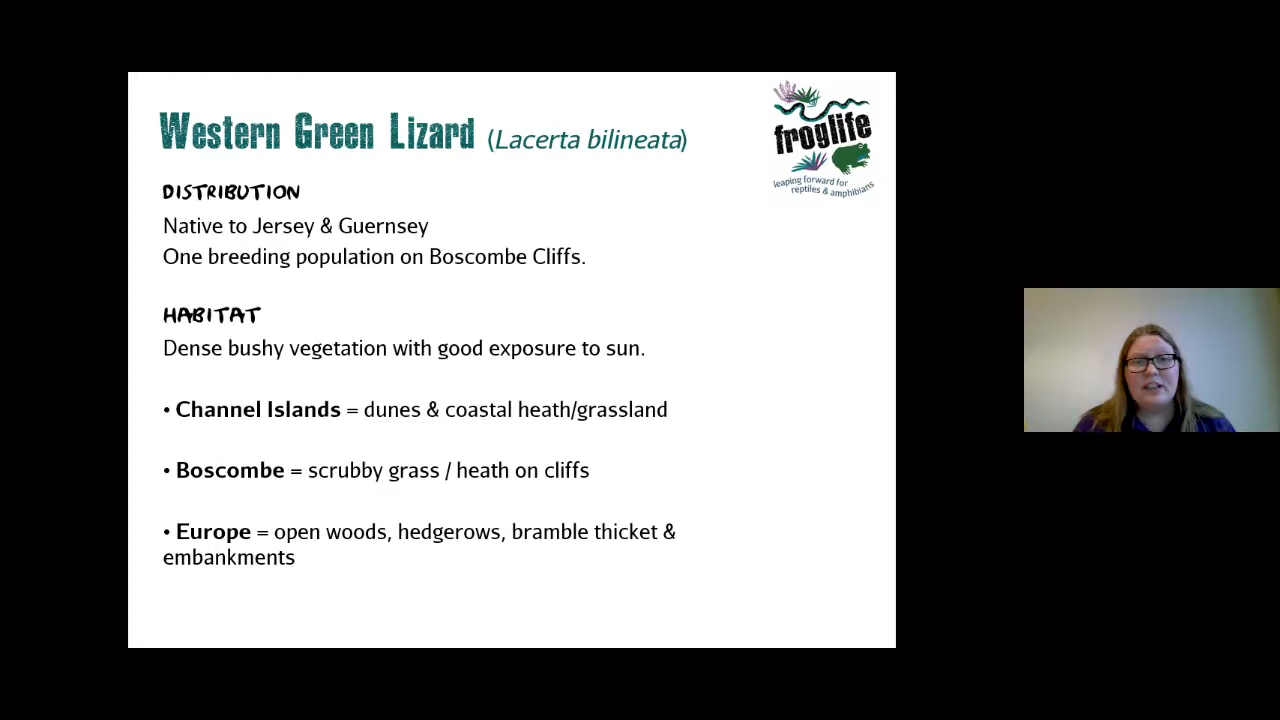 Western Green Lizard (Lacerta bilineata)
froglife
leaping forward for
reptiles & amphibians
DISTRIBUTION
Native to Jersey & Guernsey
One breeding population on Boscombe Cliffs.
HABITAT
Dense bushy vegetation with good exposure to sun.
• Channel Islands = dunes & coastal heath/grassland
• Boscombe = scrubby grass / heath on cliffs
• Europe = open woods, hedgerows, bramble thicket &
embankments